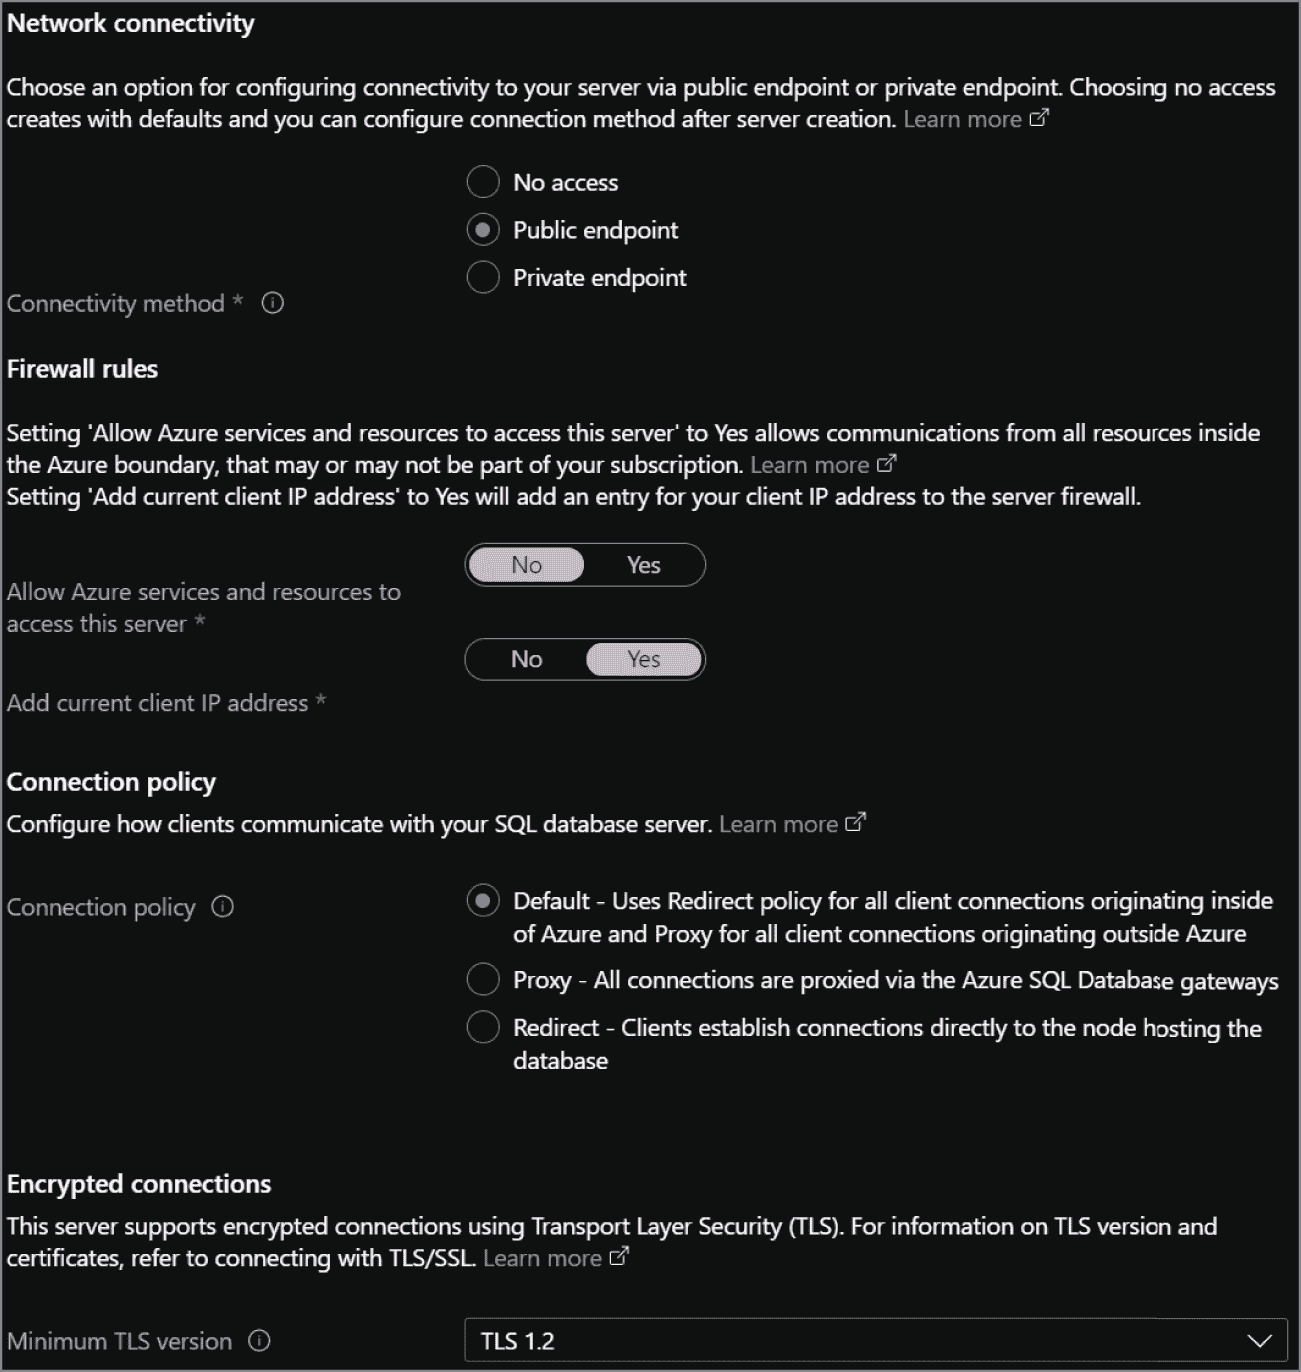 Network connectivity
Choose an option for configuring connectivity to your server via public endpoint or private endpoint. Choosing no access
creates with defaults and you can configure connection method after server creation. Learn more
No access
Public endpoint
Private endpoint
Connectivity method *
Firewall rules
Setting 'Allow Azure services and resources to access this server' to Yes allows communications from all resources inside
the Azure boundary, that may or may not be part of your subscription. Learn more
Setting 'Add current client IP address' to Yes will add an entry for your client IP address to the server firewall.
No Yes
Allow Azure services and resources to
access this server *
No Yes
Add current client IP address *
Connection policy
Configure how clients communicate with your SQL database server. Learn more
Connection policy
Default - Uses Redirect policy for all client connections originating inside
of Azure and Proxy for all client connections originating outside Azure
Proxy - All connections are proxied via the Azure SQL Database gateways
Redirect - Clients establish connections directly to the node hosting the
database
Encrypted connections
This server supports encrypted connections using Transport Layer Security (TLS). For information on TLS version and
certificates, refer to connecting with TLS/SSL. Learn more
Minimum TLS version
TLS 1.2